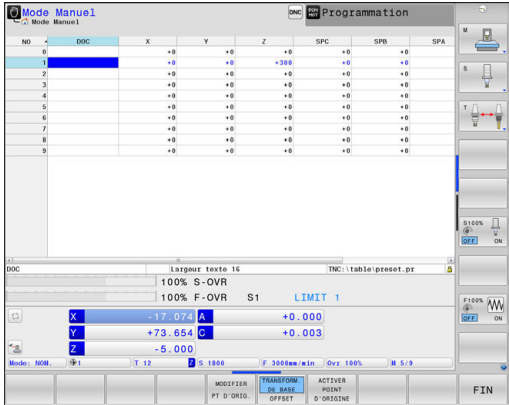 Mode Manuel DNC Programmation
Mode Manuel
NO DOC X Y Z SPC SPB SPA
0 +0 +0 +0 +0 +0
1 +0 +0 +300 +0 +0
2 +0 +0 +0 +0 +0
3 +0 +0 +0 +0 +0
4 +0 +0 +0 +0 +0
5 +0 +0 +0 +0 +0
6 +0 +0 +0 +0 +0
7 +0 +0 +0 +0 +0
8 +0 +0 +0 +0 +0
9 +0 +0 +0 +0 +0
DOC Largeur texte 16 TNC:\table\preset.pr
100% S-OVR
100% F-OVR S1 LIMIT 1
X -17.074 A +0.000
Y +73.654 C +0.003
Z -5.000
Mode: NOM. 1 T 12 Z S 1800 F 3000mm/min Ovr 100% M 5/9
MODIFIER
PT D'ORIG.
TRANSFORM.
DE BASE
OFFSET
ACTIVER
POINT
D'ORIGINE
FIN
M
S
T
S100%
OFF ON
F100%
OFF ON